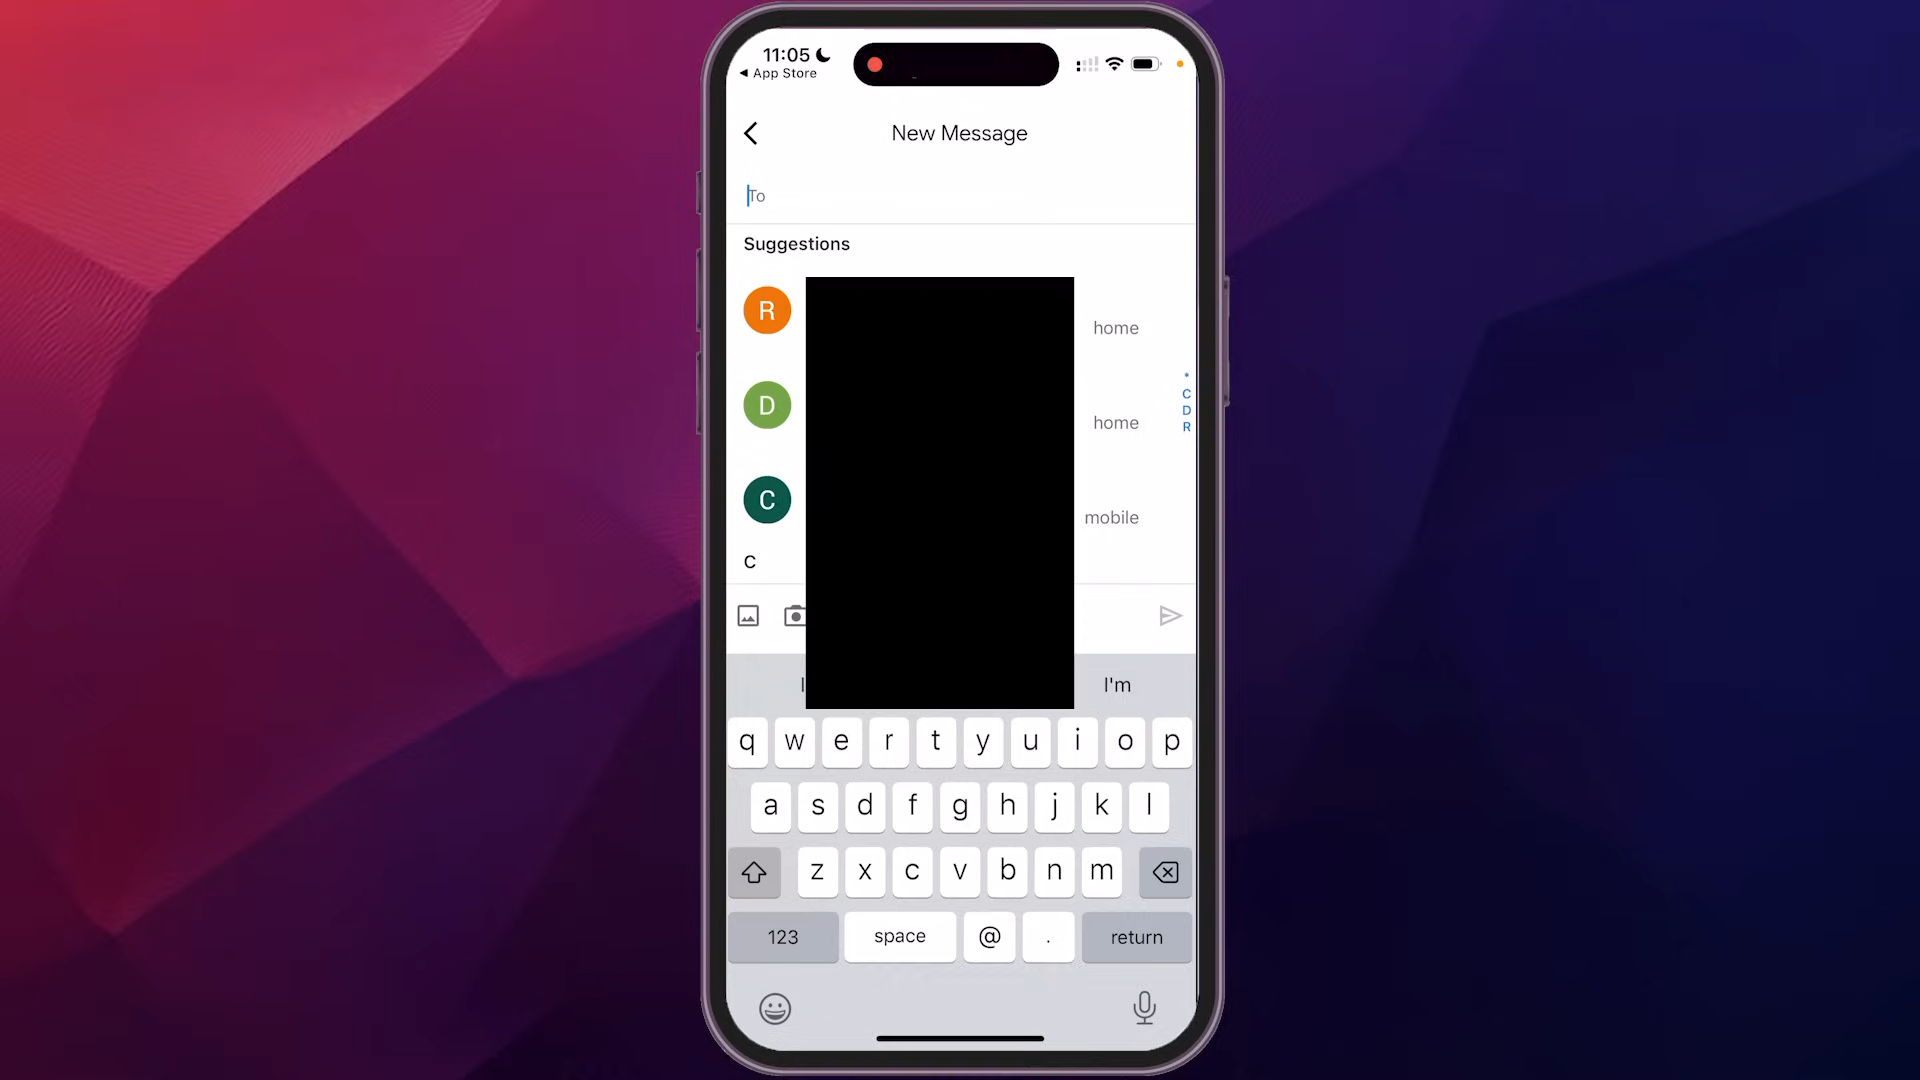 11:05
◀ App Store
New Message
To
Suggestions
R
home
D
home
C
mobile
*
C
D
R
C
I'm
q w e r t y u i o p
a s d f g h j k l
z x c v b n m
123 space @ . return